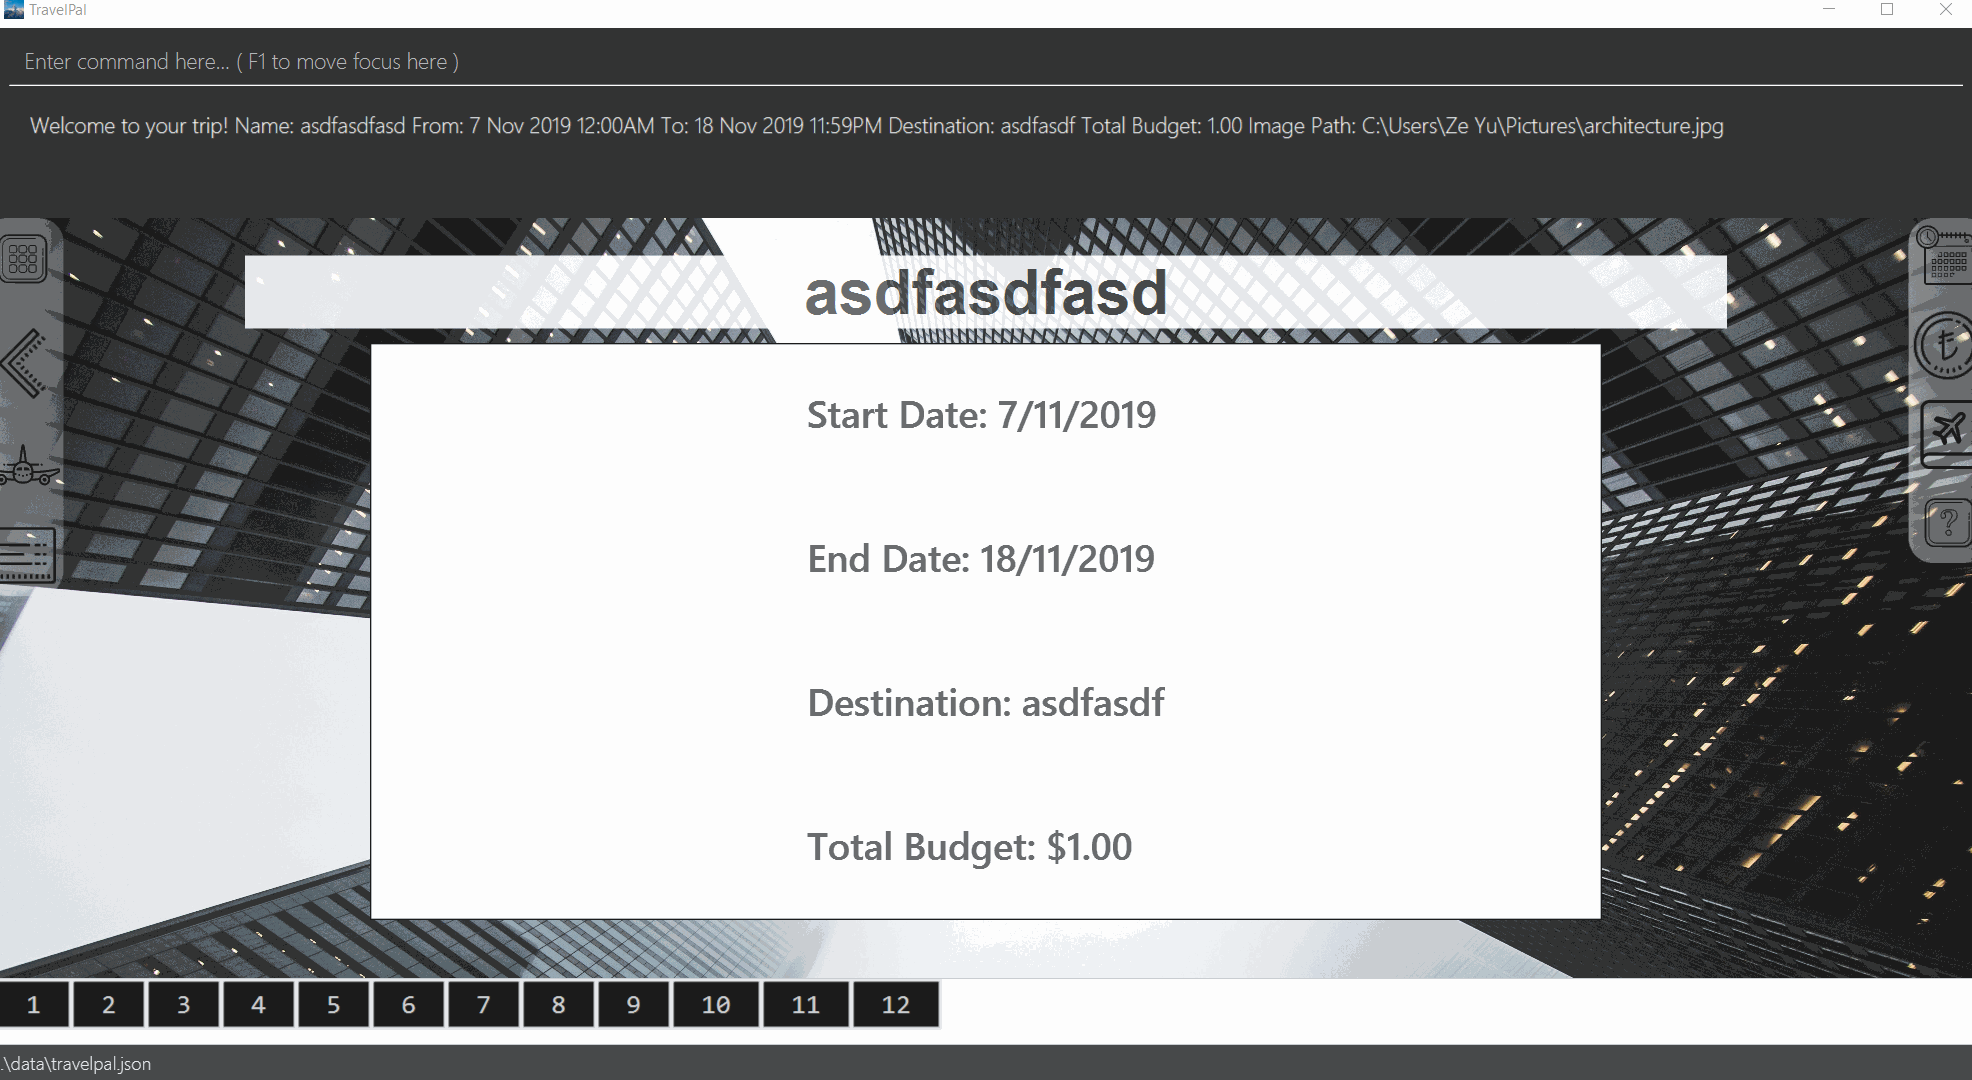 TravelPal
Enter command here... ( F1 to move focus here )
Welcome to your trip! Name: asdfasdfasd From: 7 Nov 2019 12:00AM To: 18 Nov 2019 11:59PM Destination: asdfasdf Total Budget: 1.00 Image Path: C:\Users\Ze Yu\Pictures\architecture.jpg
asdfasdfasd
Start Date: 7/11/2019
End Date: 18/11/2019
Destination: asdfasdf
Total Budget: $1.00
1 2 3 4 5 6 7 8 9 10 11 12
.\data\travelpal.json